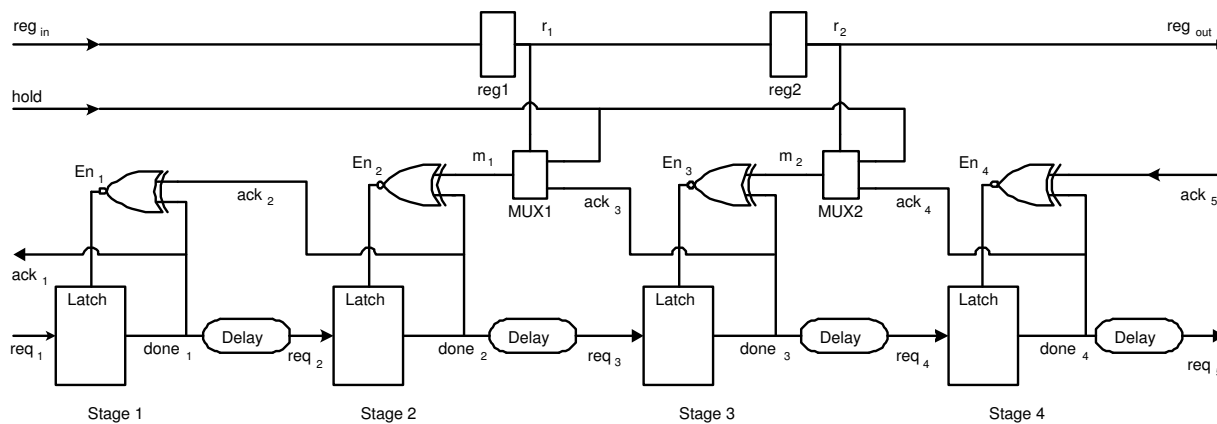 reg in r 1 r 2 reg out
reg1 reg2
hold
En 1 En 2 m 1 En 3 m 2 En 4
ack 2 MUX1 ack 3 MUX2 ack 4 ack 5
ack 1
Latch Latch Latch Latch
Delay Delay Delay Delay
req 1 done 1 req 2 done 2 req 3 done 3 req 4 done 4 req
Stage 1 Stage 2 Stage 3 Stage 4